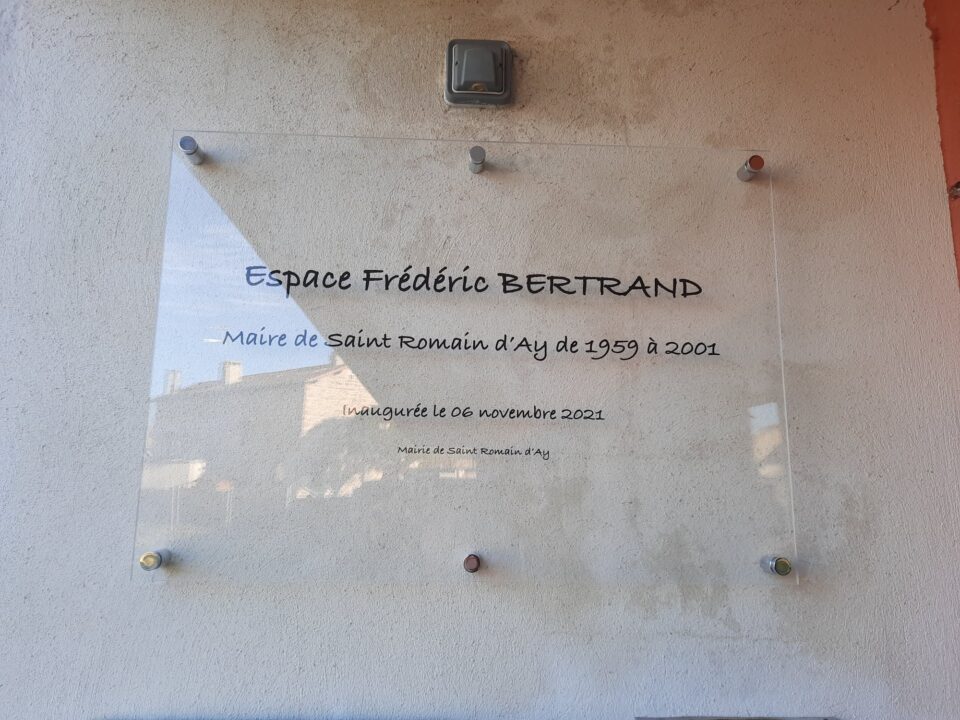 Espace Frédéric BERTRAND
Maire de Saint Romain d'Ay de 1959 à 2001
Inaugurée le 06 novembre 2021
Mairie de Saint Romain d'Ay